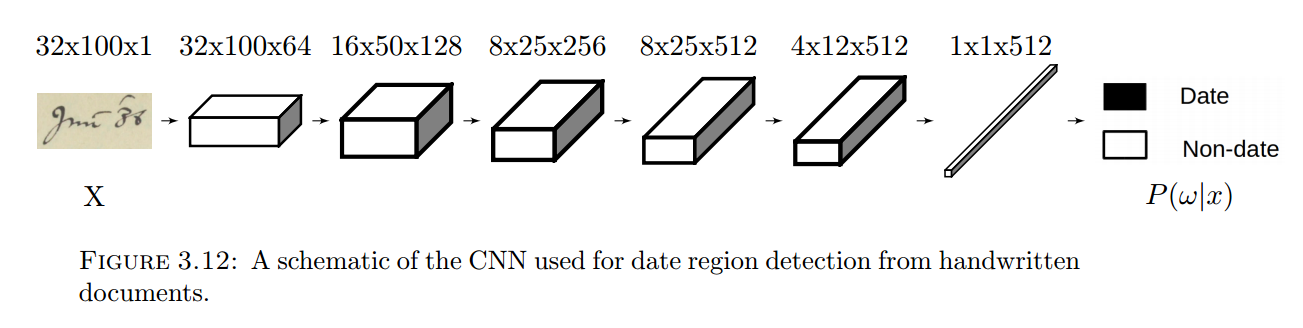 32x100x1 32x100x64 16x50x128 8x25x256 8x25x512 4x12x512 1x1x512
Date
Non-date
X
P(ω|x)
FIGURE 3.12: A schematic of the CNN used for date region detection from handwritten
documents.